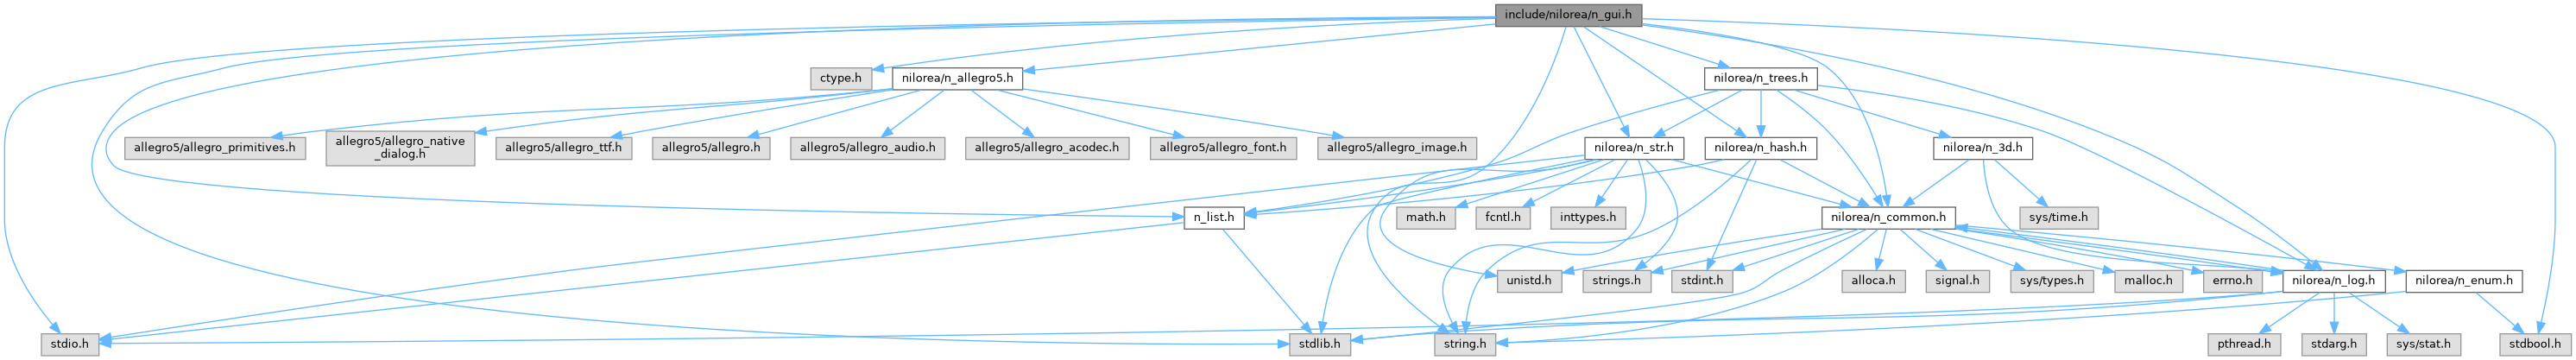 include/nilorea/n_gui.h
ctype.h
nilorea/n_allegro5.h
nilorea/n_trees.h
allegro5/allegro_primitives.h
allegro5/allegro_native
_dialog.h
allegro5/allegro_ttf.h
allegro5/allegro.h
allegro5/allegro_audio.h
allegro5/allegro_acodec.h
allegro5/allegro_font.h
allegro5/allegro_image.h
nilorea/n_str.h
nilorea/n_hash.h
nilorea/n_3d.h
n_list.h
math.h
fcntl.h
inttypes.h
nilorea/n_common.h
sys/time.h
unistd.h
strings.h
stdint.h
alloca.h
signal.h
sys/types.h
malloc.h
errno.h
nilorea/n_log.h
nilorea/n_enum.h
stdio.h
stdlib.h
string.h
pthread.h
stdarg.h
sys/stat.h
stdbool.h